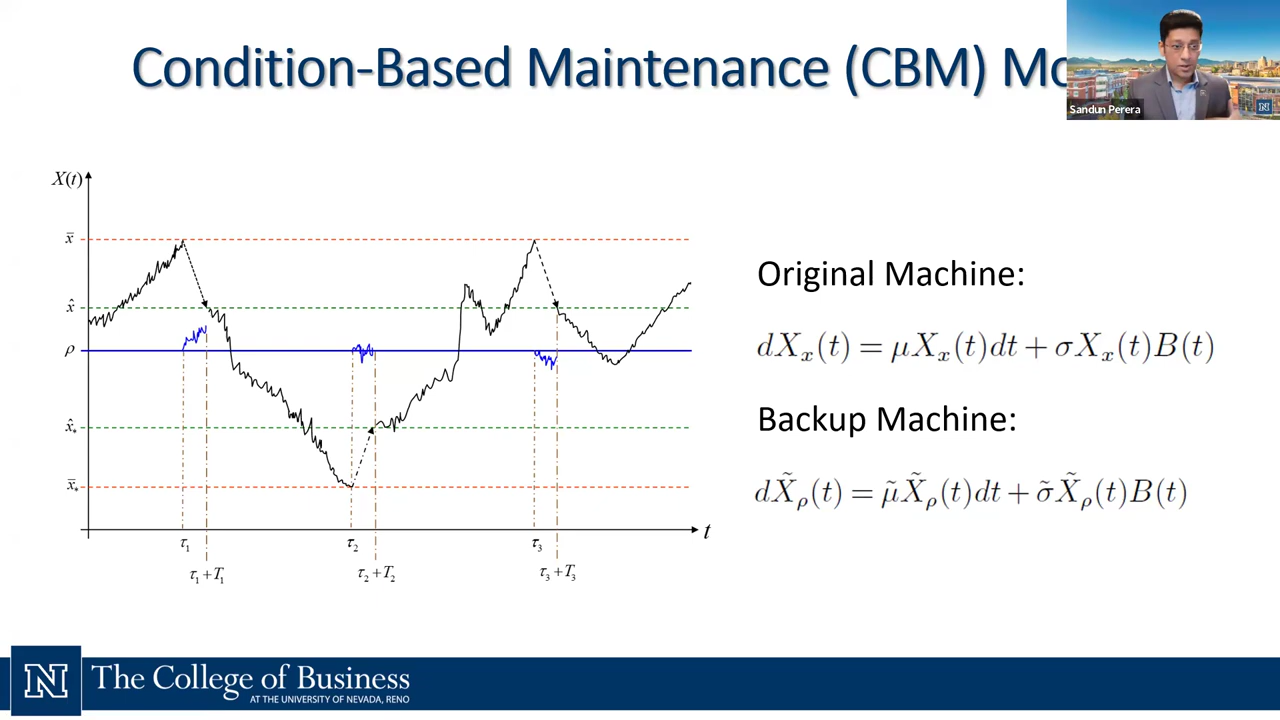 Condition-Based Maintenance (CBM) Mo
Sandun Perera
N
X(t)
x̄
x̂
ρ
x̂*
x̄*
τ₁
τ₂
τ₃
t
τ₁+T₁
τ₂+T₂
τ₃+T₃
Original Machine:
dXₓ(t) = μXₓ(t)dt + σXₓ(t)B(t)
Backup Machine:
dX̃ᵨ(t) = μ̃X̃ᵨ(t)dt + σ̃X̃ᵨ(t)B(t)
N
The College of Business
AT THE UNIVERSITY OF NEVADA, RENO